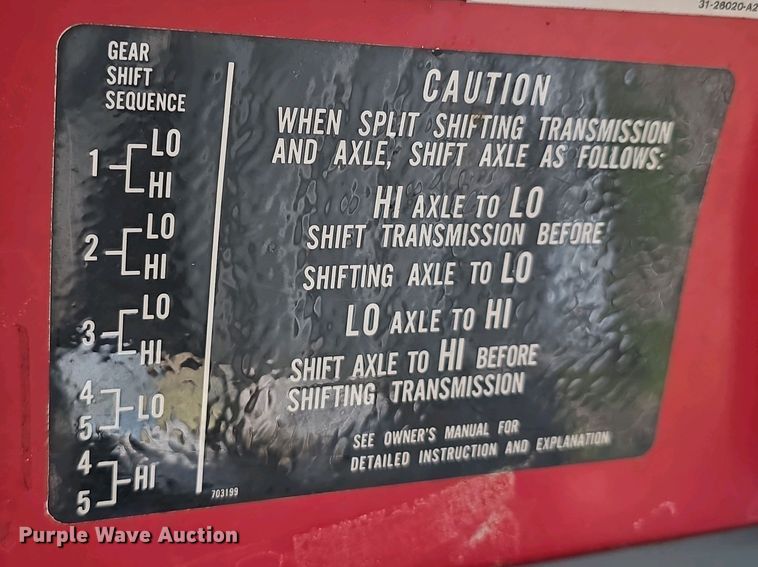 31-28020-A2
GEAR
SHIFT
SEQUENCE
1 LO
HI
2 LO
HI
3 LO
HI
4
5 LO
4
5 HI
CAUTION
WHEN SPLIT SHIFTING TRANSMISSION
AND AXLE, SHIFT AXLE AS FOLLOWS:
HI AXLE TO LO
SHIFT TRANSMISSION BEFORE
SHIFTING AXLE TO LO
LO AXLE TO HI
SHIFT AXLE TO HI BEFORE
SHIFTING TRANSMISSION
SEE OWNER'S MANUAL FOR
DETAILED INSTRUCTION AND EXPLANATION
703199
Purple Wave Auction